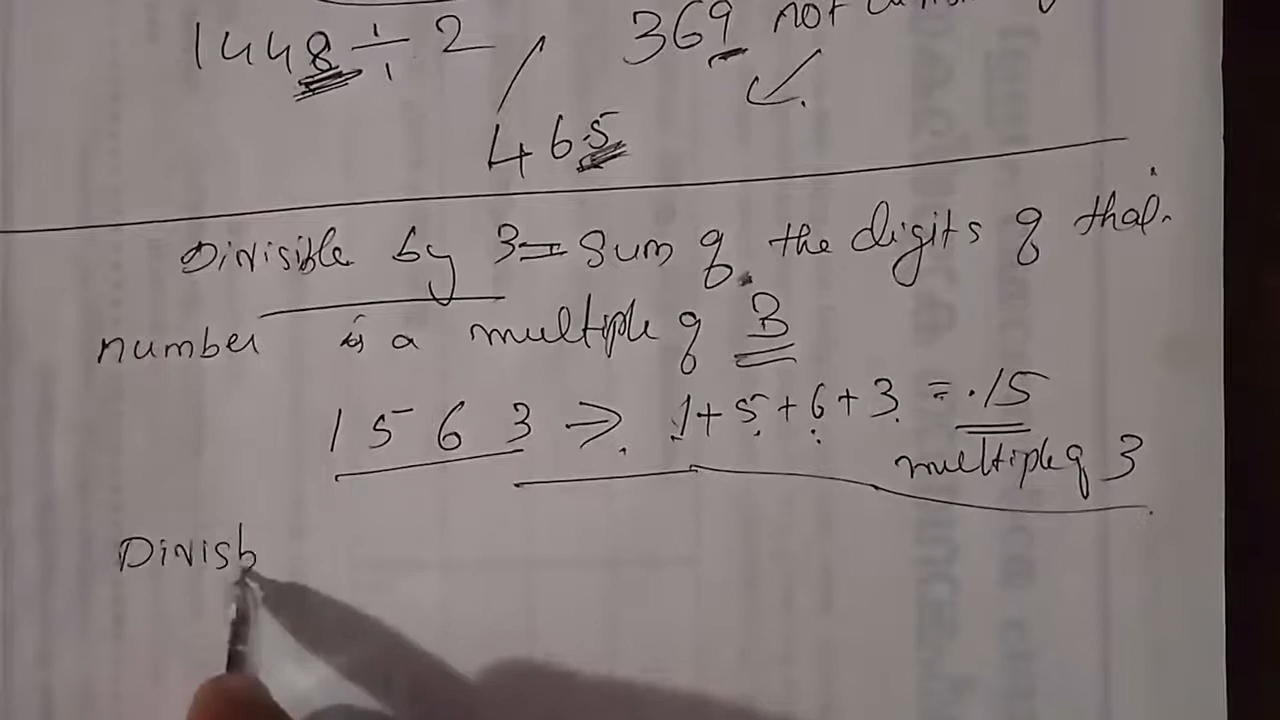 1448 ÷ 2
369 not
465
Divisible by 3 = Sum of the digits of that
number is a multiple of 3
1563 ⇒ 1+5+6+3 = 15
multiple of 3
Divisb